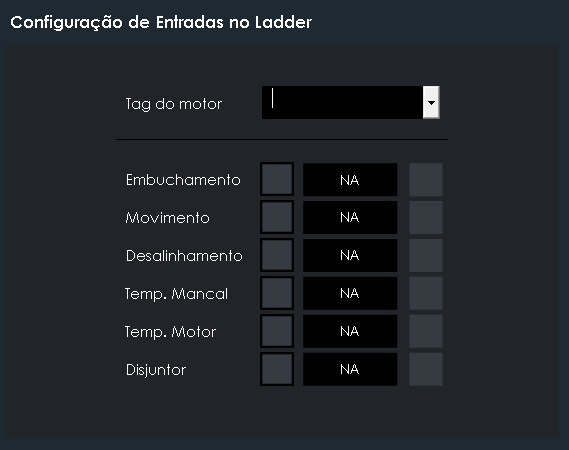 Configuração de Entradas no Ladder
Tag do motor
Embuchamento NA
Movimento NA
Desalinhamento NA
Temp. Mancal NA
Temp. Motor NA
Disjuntor NA